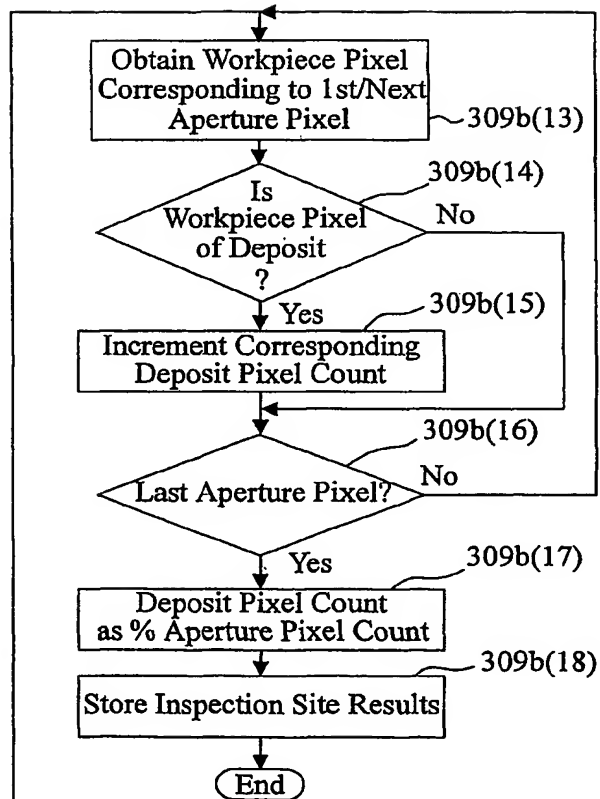 Obtain Workpiece Pixel
Corresponding to 1st/Next
Aperture Pixel
309b(13)
309b(14)
Is
Workpiece Pixel
of Deposit
?
No
Yes
309b(15)
Increment Corresponding
Deposit Pixel Count
309b(16)
Last Aperture Pixel?
No
Yes
309b(17)
Deposit Pixel Count
as % Aperture Pixel Count
309b(18)
Store Inspection Site Results
End